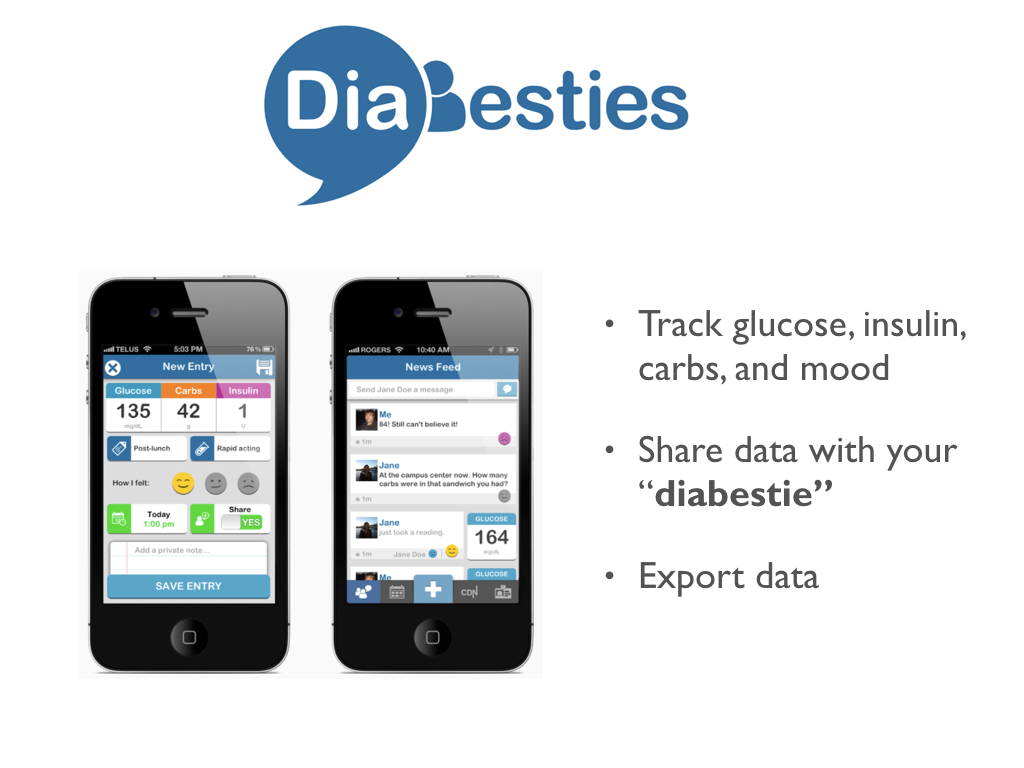 DiaBesties
TELUS 5:03 PM 76%
New Entry
Glucose Carbs Insulin
135 42 1
mg/dL g U
Post-lunch Rapid acting
How I felt:
Today
1:00 pm
Share
YES
Add a private note...
SAVE ENTRY
ROGERS 10:40 AM
News Feed
Send Jane Doe a message
Me
84! Still can't believe it!
1m
Jane
At the campus center now. How many
carbs were in that sandwich you had?
1m
Jane
just took a reading.
1m Jane Doe
GLUCOSE
164
mg/dL
Me
GLUCOSE
CDN
• Track glucose, insulin,
carbs, and mood
• Share data with your
“diabestie”
• Export data